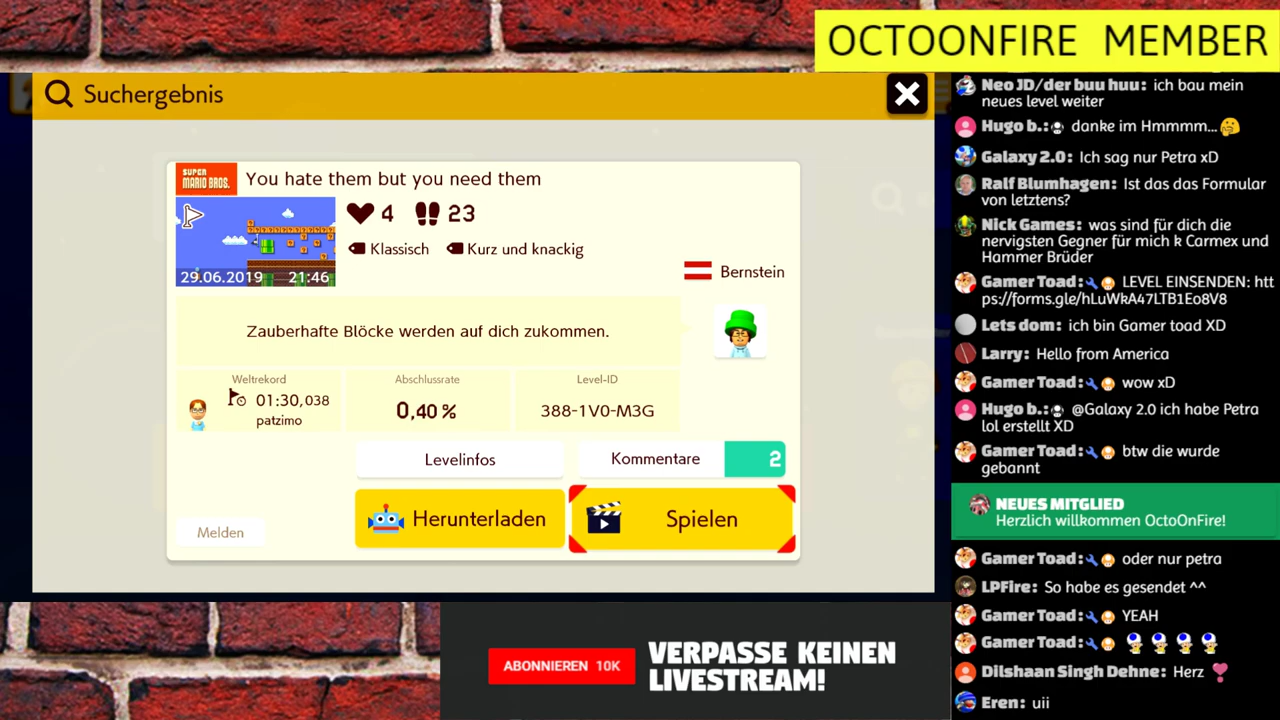 OCTOONFIRE MEMBER
Suchergebnis
SUPER
MARIO BROS.
You hate them but you need them
4
23
Klassisch
Kurz und knackig
29.06.2019 21:46
Bernstein
Zauberhafte Blöcke werden auf dich zukommen.
Weltrekord
01:30,038
patzimo
Abschlussrate
0,40 %
Level-ID
388-1V0-M3G
Levelinfos
Kommentare
2
Melden
Herunterladen
Spielen
ABONNIEREN 10K
VERPASSE KEINEN
LIVESTREAM!
Neo JD/der buu huu: ich bau mein
neues level weiter
Hugo b.: danke im Hmmmm...
Galaxy 2.0: Ich sag nur Petra xD
Ralf Blumhagen: Ist das das Formular
von letztens?
Nick Games: was sind für dich die
nervigsten Gegner für mich k Carmex und
Hammer Brüder
Gamer Toad: LEVEL EINSENDEN: htt
ps://forms.gle/hLuWkA47LTB1Eo8V8
Lets dom: ich bin Gamer toad XD
Larry: Hello from America
Gamer Toad: wow xD
Hugo b.: @Galaxy 2.0 ich habe Petra
lol erstellt XD
Gamer Toad: btw die wurde
gebannt
NEUES MITGLIED
Herzlich willkommen OctoOnFire!
Gamer Toad: oder nur petra
LPFire: So habe es gesendet ^^
Gamer Toad: YEAH
Gamer Toad:
Dilshaan Singh Dehne: Herz
Eren: uii